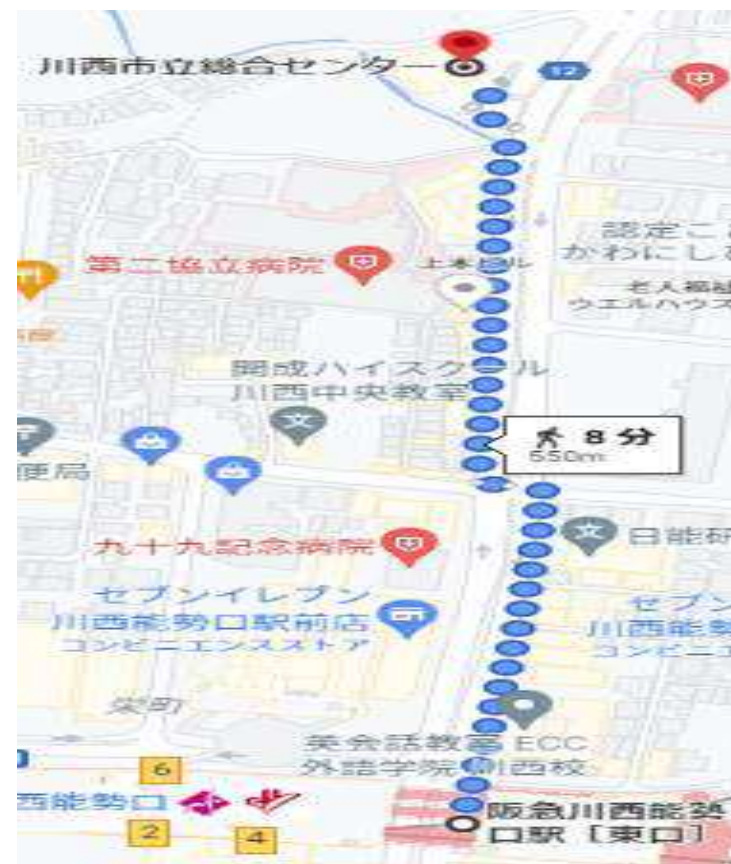 川西市立総合センター
12
認定こ
かわにし
第二協立病院
老人福祉
ウエルハウス
開成ハイスクール
川西中央教室
8 分
550m
便局
九十九記念病院
日能研
セブンイレブン
川西能勢口駅前店
コンビニエンスストア
セブン
川西能勢
コンビニエ
栄町
英会話教室 ECC
外語学院 川西校
6
西能勢口
2
4
阪急川西能勢
口駅［東口］